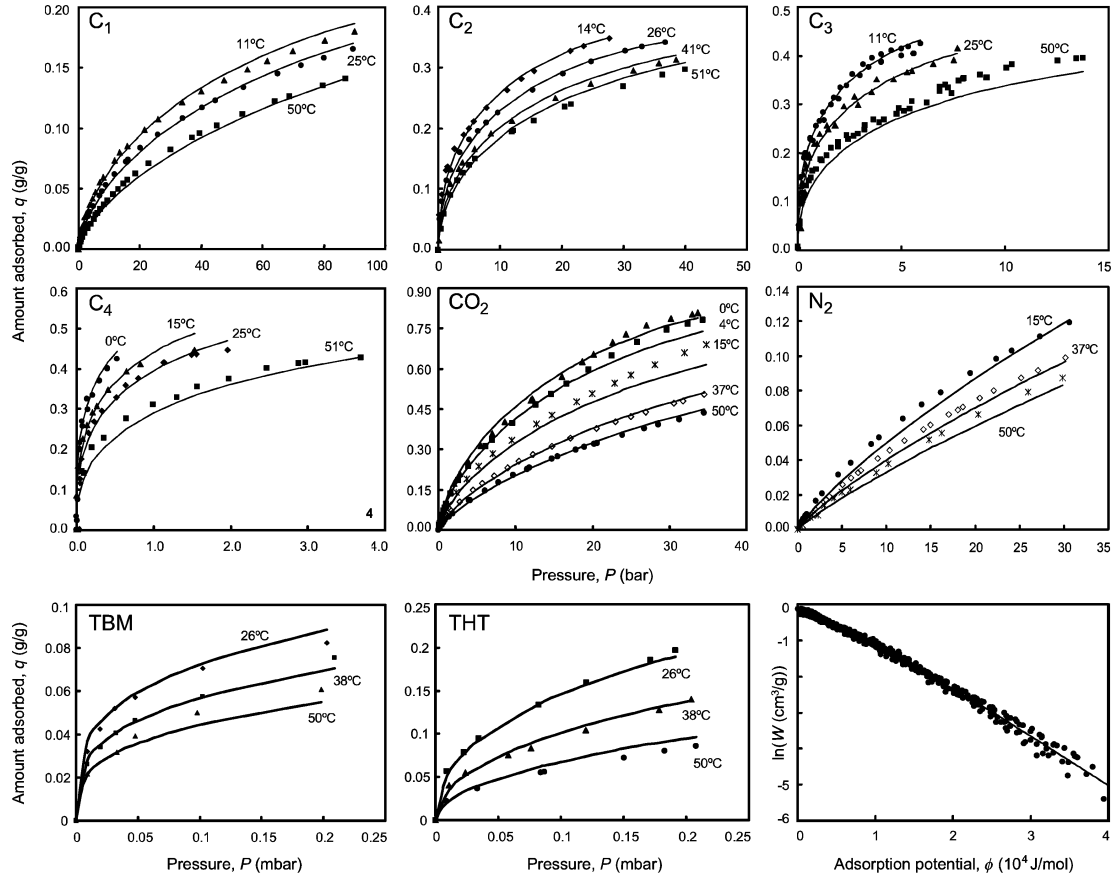 C1
0.20
0.15
0.10
0.05
0.00
11ºC
25ºC
50ºC
0 20 40 60 80 100
C2
0.4
0.3
0.2
0.1
0.0
14ºC
26ºC
41ºC
51ºC
0 10 20 30 40 50
C3
0.5
0.4
0.3
0.2
0.1
0.0
11ºC
25ºC
50ºC
0 5 10 15
Amount adsorbed, q (g/g)
C4
0.6
0.5
0.4
0.3
0.2
0.1
0.0
0ºC
15ºC
25ºC
51ºC
4
0.0 1.0 2.0 3.0 4.0
CO2
0.90
0.75
0.60
0.45
0.30
0.15
0.00
0ºC
4ºC
15ºC
37ºC
50ºC
0 10 20 30 40
N2
0.14
0.12
0.10
0.08
0.06
0.04
0.02
0.00
15ºC
37ºC
50ºC
0 5 10 15 20 25 30 35
Pressure, P (bar)
Amount adsorbed, q (g/g)
TBM
0.1
0.08
0.06
0.04
0.02
0
26ºC
38ºC
50ºC
0 0.05 0.1 0.15 0.2 0.25
Pressure, P (mbar)
THT
0.25
0.2
0.15
0.1
0.05
0
26ºC
38ºC
50ºC
0 0.05 0.1 0.15 0.2 0.25
Pressure, P (mbar)
ln(W (cm3/g))
0
-1
-5
-6
0 1 2 3 4
Adsorption potential, ϕ (10⁴ J/mol)